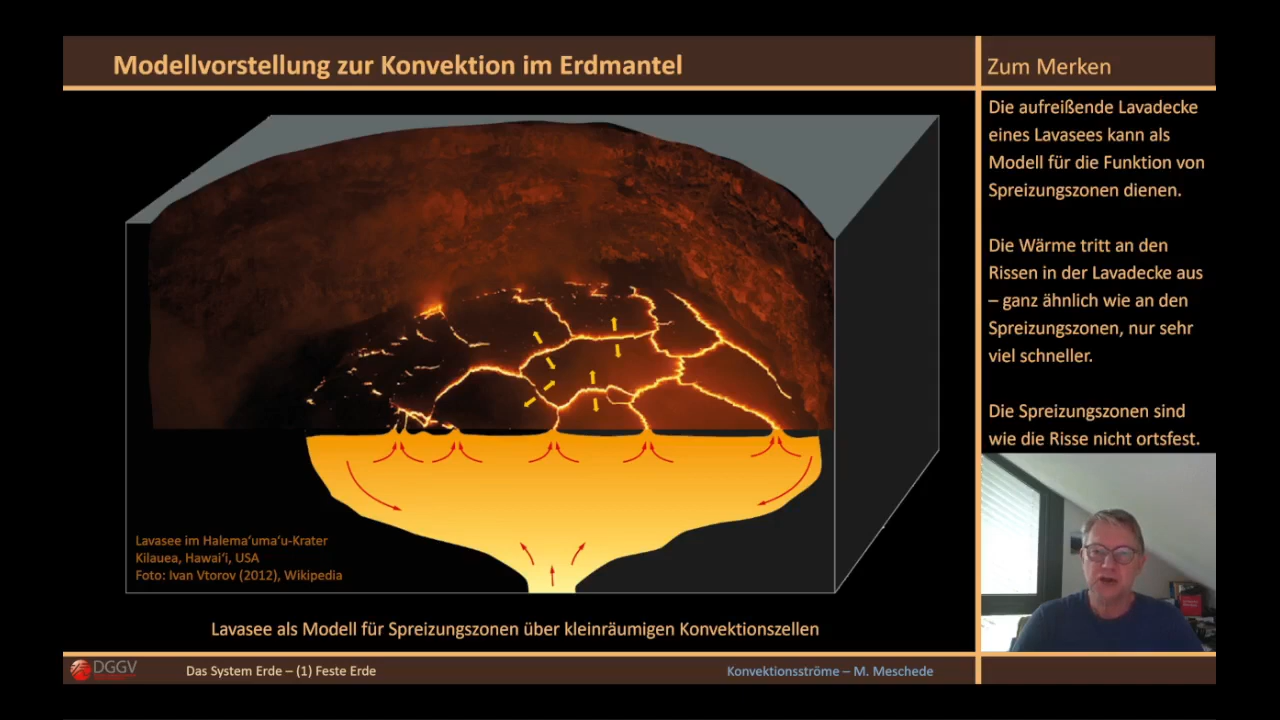 Modellvorstellung zur Konvektion im Erdmantel
Zum Merken
Die aufreißende Lavadecke
eines Lavasees kann als
Modell für die Funktion von
Spreizungszonen dienen.
Die Wärme tritt an den
Rissen in der Lavadecke aus
– ganz ähnlich wie an den
Spreizungszonen, nur sehr
viel schneller.
Die Spreizungszonen sind
wie die Risse nicht ortsfest.
Lavasee im Halemaʻumaʻu-Krater
Kilauea, Hawaiʻi, USA
Foto: Ivan Vtorov (2012), Wikipedia
Lavasee als Modell für Spreizungszonen über kleinräumigen Konvektionszellen
DGGV
Das System Erde – (1) Feste Erde
Konvektionsströme – M. Meschede